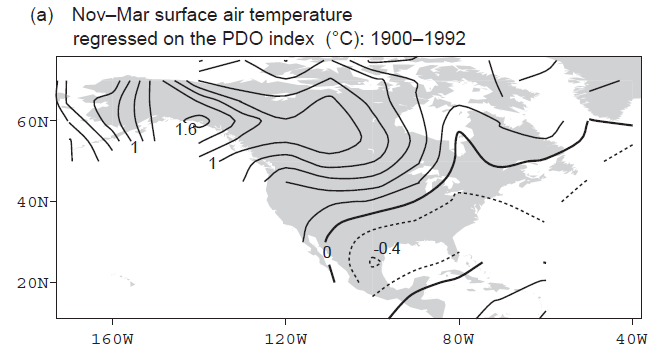 (a) Nov–Mar surface air temperature
regressed on the PDO index (°C): 1900–1992
60N
1.6
1
1
40N
0
-0.4
20N
160W 120W 80W 40W